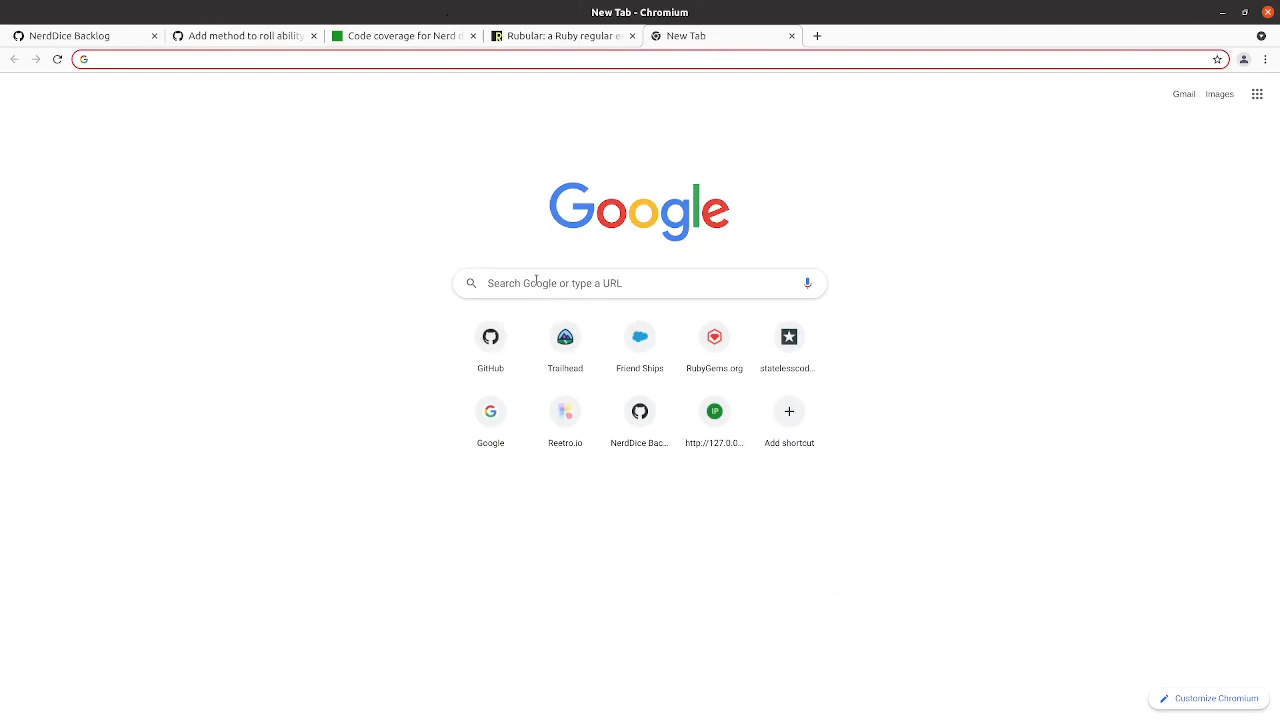 New Tab - Chromium
NerdDice Backlog
Add method to roll ability
Code coverage for Nerd d
Rubular: a Ruby regular e
New Tab
Gmail
Images
Google
Search Google or type a URL
GitHub
Trailhead
Friend Ships
RubyGems.org
statelesscod...
IP
Google
Reetro.io
NerdDice Bac...
http://127.0.0...
Add shortcut
Customize Chromium